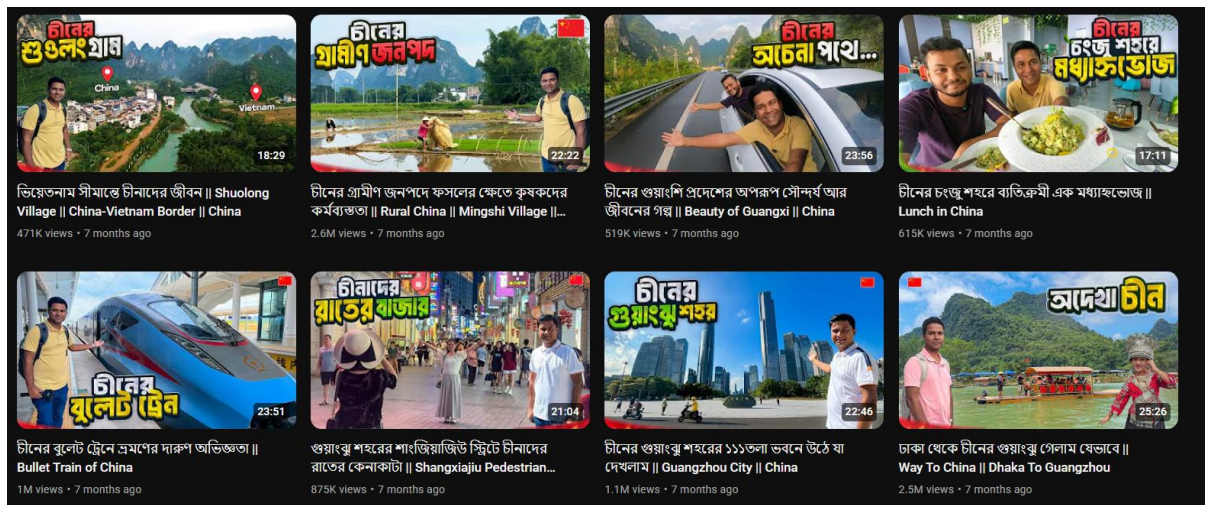 চীনের
শুওলং গ্রাম
China
Vietnam
18:29
ভিয়েতনাম সীমান্তে চীনাদের জীবন || Shuolong
Village || China-Vietnam Border || China
471K views • 7 months ago
চীনের
গ্রামীণ জনপদ
22:22
চীনের গ্রামীণ জনপদে ফসলের ক্ষেতে কৃষকদের
কর্মব্যস্ততা || Rural China || Mingshi Village ||...
2.6M views • 7 months ago
চীনের
অচেনা পথে...
23:56
চীনের গুয়াংশি প্রদেশের অপরূপ সৌন্দর্য আর
জীবনের গল্প || Beauty of Guangxi || China
519K views • 7 months ago
চীনের
চংজু শহরে
মধ্যাহ্নভোজ
17:11
চীনের চংজু শহরে ব্যতিক্রমী এক মধ্যাহ্নভোজ ||
Lunch in China
615K views • 7 months ago
চীনের
বুলেট ট্রেন
23:51
চীনের বুলেট ট্রেনে ভ্রমণের দারুণ অভিজ্ঞতা ||
Bullet Train of China
1M views • 7 months ago
চীনাদের
রাতের বাজার
21:04
গুয়াংঝু শহরের শাংজিয়াজিউ স্ট্রিটে চীনাদের
রাতের কেনাকাটা || Shangxiajiu Pedestrian...
875K views • 7 months ago
চীনের
গুয়াংঝু শহর
22:46
চীনের গুয়াংঝু শহরের ১১১তলা ভবনে উঠে যা
দেখলাম || Guangzhou City || China
1.1M views • 7 months ago
অদেখা চীন
25:26
ঢাকা থেকে চীনের গুয়াংঝু গেলাম যেভাবে ||
Way To China || Dhaka To Guangzhou
2.5M views • 7 months ago